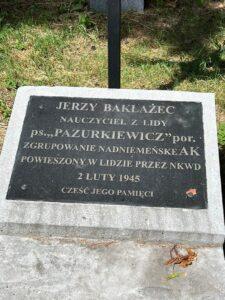 JERZY BAKŁAŻEC
NAUCZYCIEL Z LIDY
ps.„PAZURKIEWICZ" por.
ZGRUPOWANIE NADNIEMEŃSKE AK
POWIESZONY W LIDZIE PRZEZ NKWD
2 LUTY 1945
CZEŚĆ JEGO PAMIĘCI